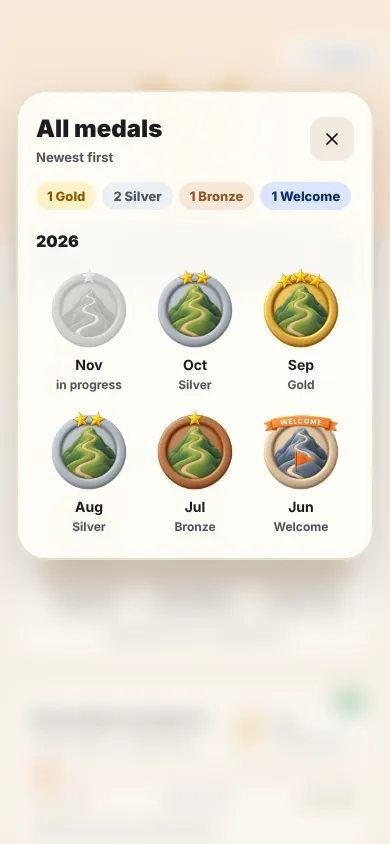 All medals
Newest first
1 Gold
2 Silver
1 Bronze
1 Welcome
2026
Nov
in progress
Oct
Silver
Sep
Gold
WELCOME
Aug
Silver
Jul
Bronze
Jun
Welcome